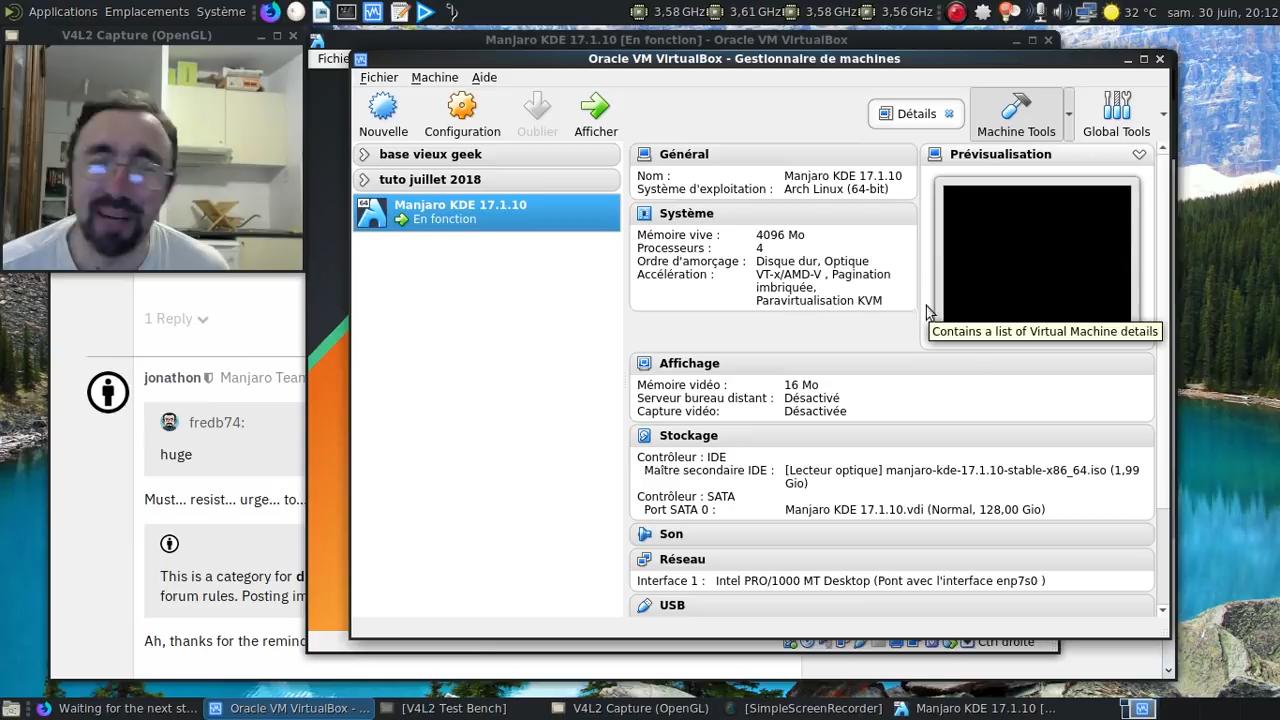 Applications Emplacements Système
3,58 GHz 3,61 GHz 3,58 GHz 3,56 GHz
32 °C sam. 30 juin, 20:12
V4L2 Capture (OpenGL)
Manjaro KDE 17.1.10 [En fonction] - Oracle VM VirtualBox
Fichie
Oracle VM VirtualBox - Gestionnaire de machines
Fichier Machine Aide
Nouvelle Configuration Oublier Afficher
Détails
Machine Tools Global Tools
base vieux geek
tuto juillet 2018
64
Manjaro KDE 17.1.10
En fonction
Général
Nom : Manjaro KDE 17.1.10
Système d'exploitation : Arch Linux (64-bit)
Système
Mémoire vive : 4096 Mo
Processeurs : 4
Ordre d'amorçage : Disque dur, Optique
Accélération : VT-x/AMD-V , Pagination
imbriquée,
Paravirtualisation KVM
Prévisualisation
Contains a list of Virtual Machine details
Affichage
Mémoire vidéo : 16 Mo
Serveur bureau distant : Désactivé
Capture vidéo: Désactivée
Stockage
Contrôleur : IDE
Maître secondaire IDE : [Lecteur optique] manjaro-kde-17.1.10-stable-x86_64.iso (1,99
Gio)
Contrôleur : SATA
Port SATA 0 : Manjaro KDE 17.1.10.vdi (Normal, 128,00 Gio)
Son
Réseau
Interface 1 : Intel PRO/1000 MT Desktop (Pont avec l'interface enp7s0 )
USB
1 Reply
jonathon Manjaro Team
fredb74:
huge
Must... resist... urge... to...
This is a category for d
forum rules. Posting im
Ah, thanks for the remind
Ctrl droite
Waiting for the next st...
Oracle VM VirtualBox - ...
[V4L2 Test Bench]
V4L2 Capture (OpenGL)
[SimpleScreenRecorder]
Manjaro KDE 17.1.10 [...